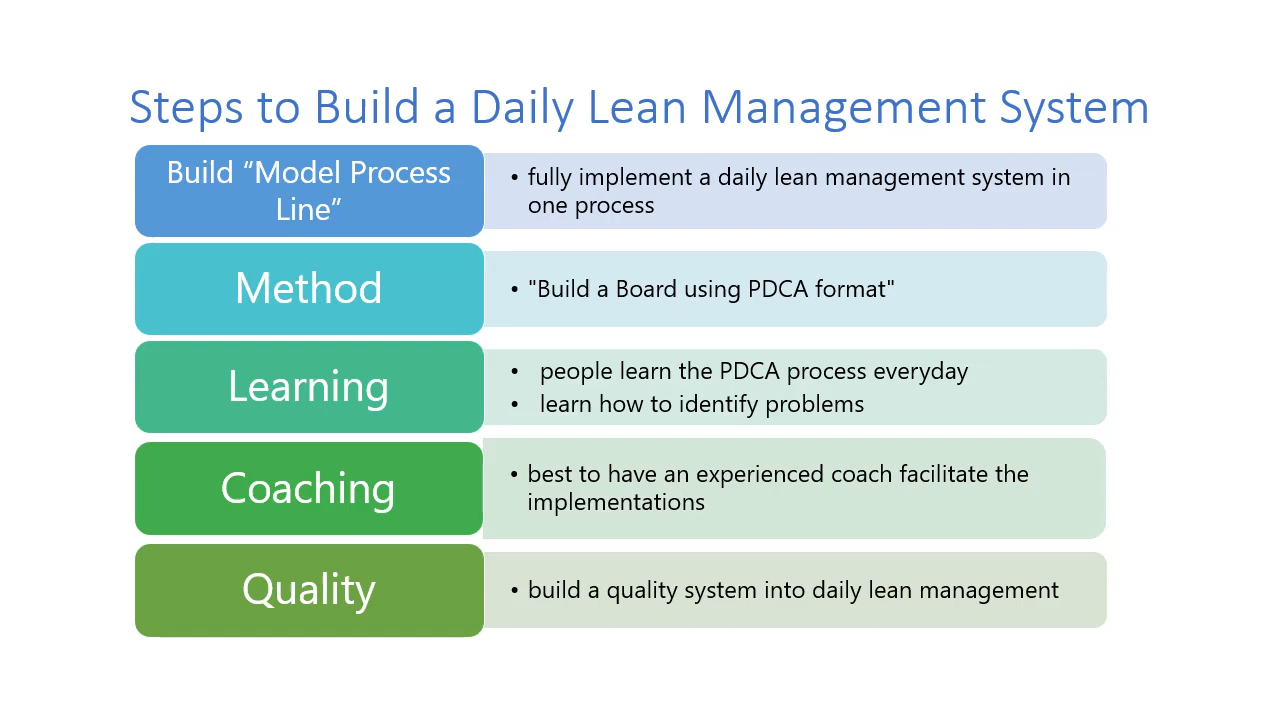 Steps to Build a Daily Lean Management System
Build “Model Process
Line”
• fully implement a daily lean management system in
one process
Method
• "Build a Board using PDCA format"
Learning
• people learn the PDCA process everyday
• learn how to identify problems
Coaching
• best to have an experienced coach facilitate the
implementations
Quality
• build a quality system into daily lean management